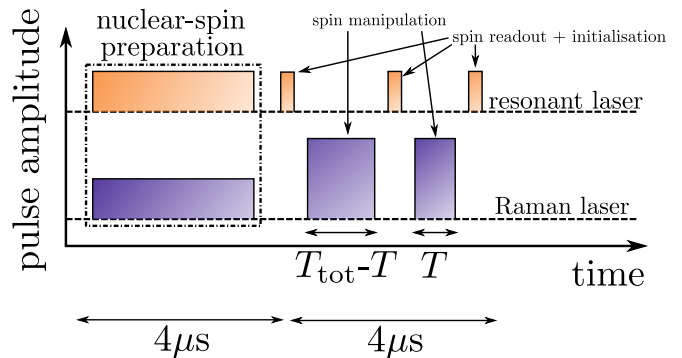 nuclear-spin
preparation
spin manipulation
spin readout + initialisation
resonant laser
Raman laser
pulse amplitude
T_tot-T
T
time
4μs
4μs